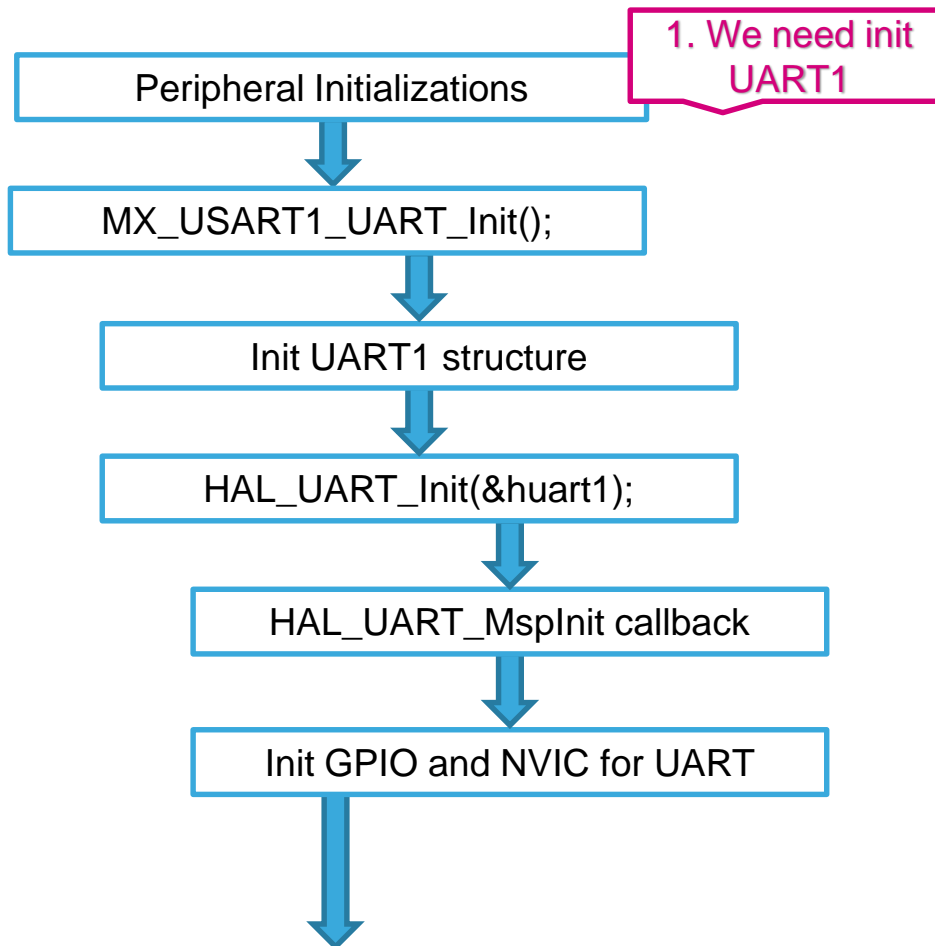 1. We need init
UART1
Peripheral Initializations
MX_USART1_UART_Init();
Init UART1 structure
HAL_UART_Init(&huart1);
HAL_UART_MspInit callback
Init GPIO and NVIC for UART